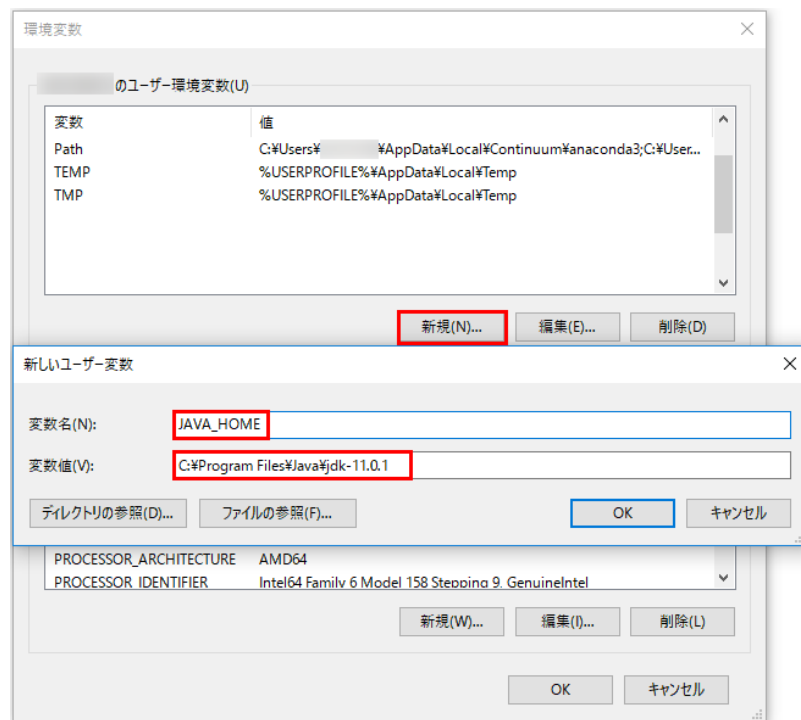 環境変数
のユーザー環境変数(U)
変数 値
Path C:¥Users¥ ¥AppData¥Local¥Continuum¥anaconda3;C:¥User...
TEMP %USERPROFILE%¥AppData¥Local¥Temp
TMP %USERPROFILE%¥AppData¥Local¥Temp
新規(N)... 編集(E)... 削除(D)
新しいユーザー変数
変数名(N): JAVA_HOME
変数値(V): C:¥Program Files¥Java¥jdk-11.0.1
ディレクトリの参照(D)... ファイルの参照(F)... OK キャンセル
PROCESSOR_ARCHITECTURE AMD64
PROCESSOR_IDENTIFIER Intel64 Family 6 Model 158 Stepping 9, GenuineIntel
新規(W)... 編集(I)... 削除(L)
OK キャンセル